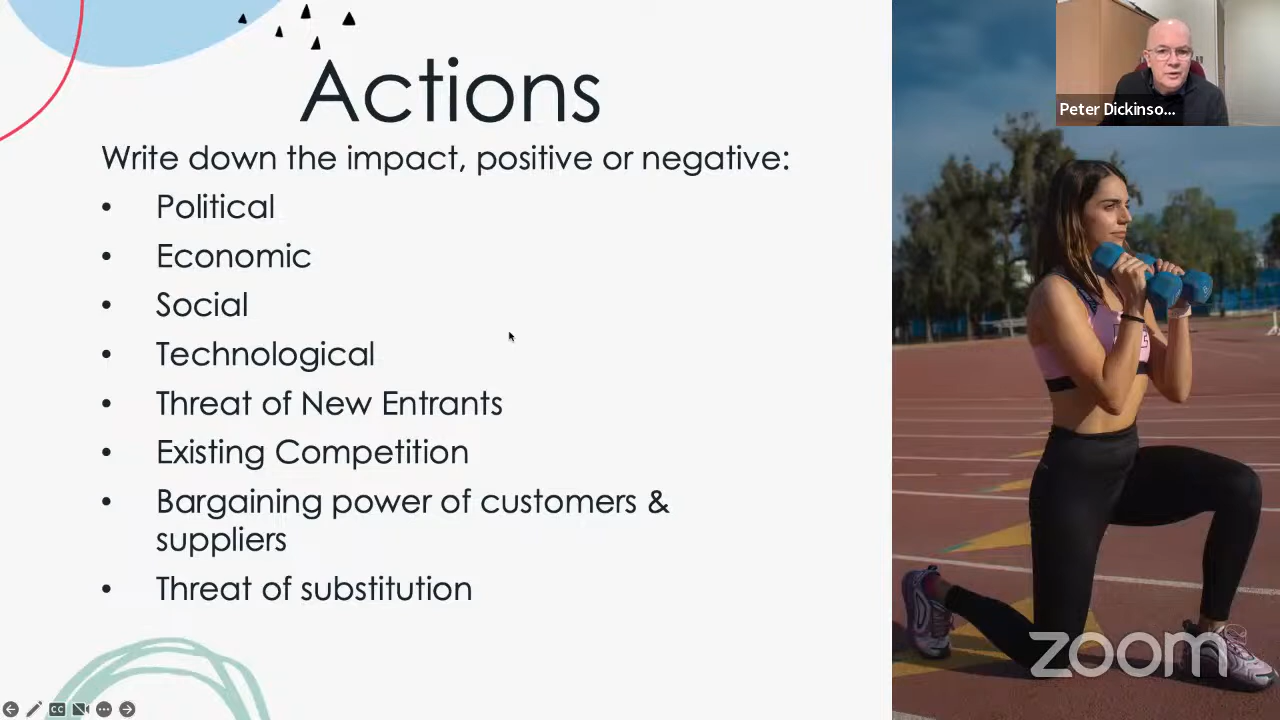 Actions
Write down the impact, positive or negative:
• Political
• Economic
• Social
• Technological
• Threat of New Entrants
• Existing Competition
• Bargaining power of customers &
suppliers
• Threat of substitution
Peter Dickinso...
zoom
CC